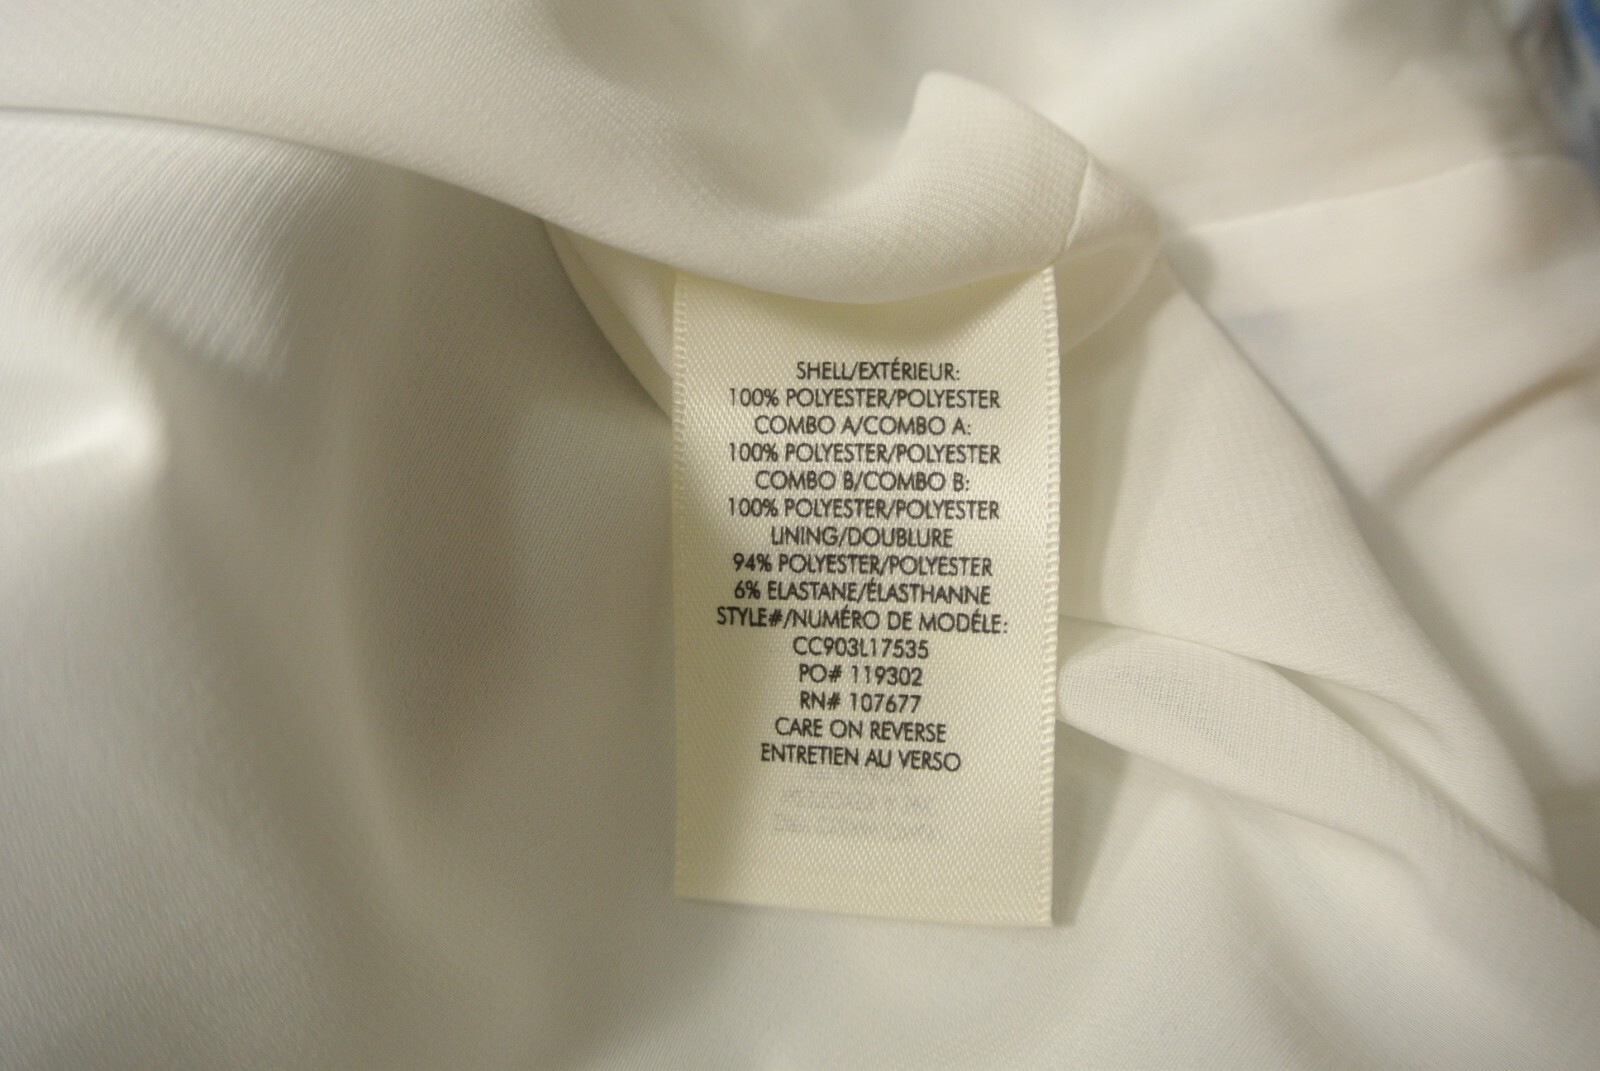 SHELL/EXTÉRIEUR:
100% POLYESTER/POLYESTER
COMBO A/COMBO A:
100% POLYESTER/POLYESTER
COMBO B/COMBO B:
100% POLYESTER/POLYESTER
LINING/DOUBLURE
94% POLYESTER/POLYESTER
6% ELASTANE/ÉLASTHANNE
STYLE#/NUMÉRO DE MODÉLE:
CC903L17535
PO# 119302
RN# 107677
CARE ON REVERSE
ENTRETIEN AU VERSO